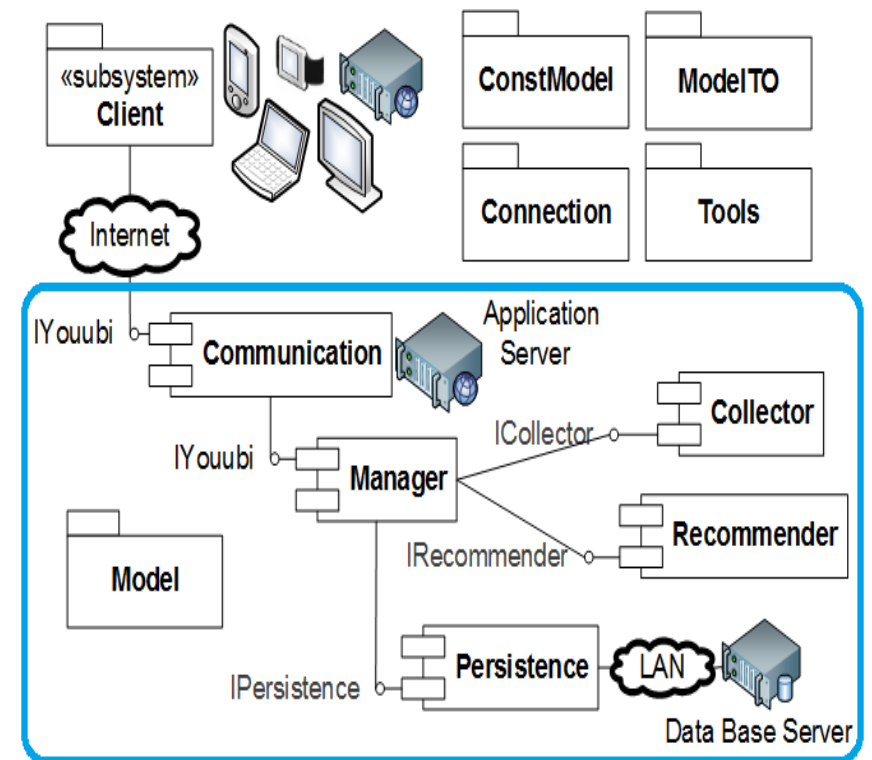 «subsystem»
Client
ConstModel
ModelTO
Connection
Tools
Internet
IYouubi
Communication
Application
Server
ICollector
Collector
IYouubi
Manager
IRecommender
Recommender
Model
IPersistence
Persistence
LAN
Data Base Server